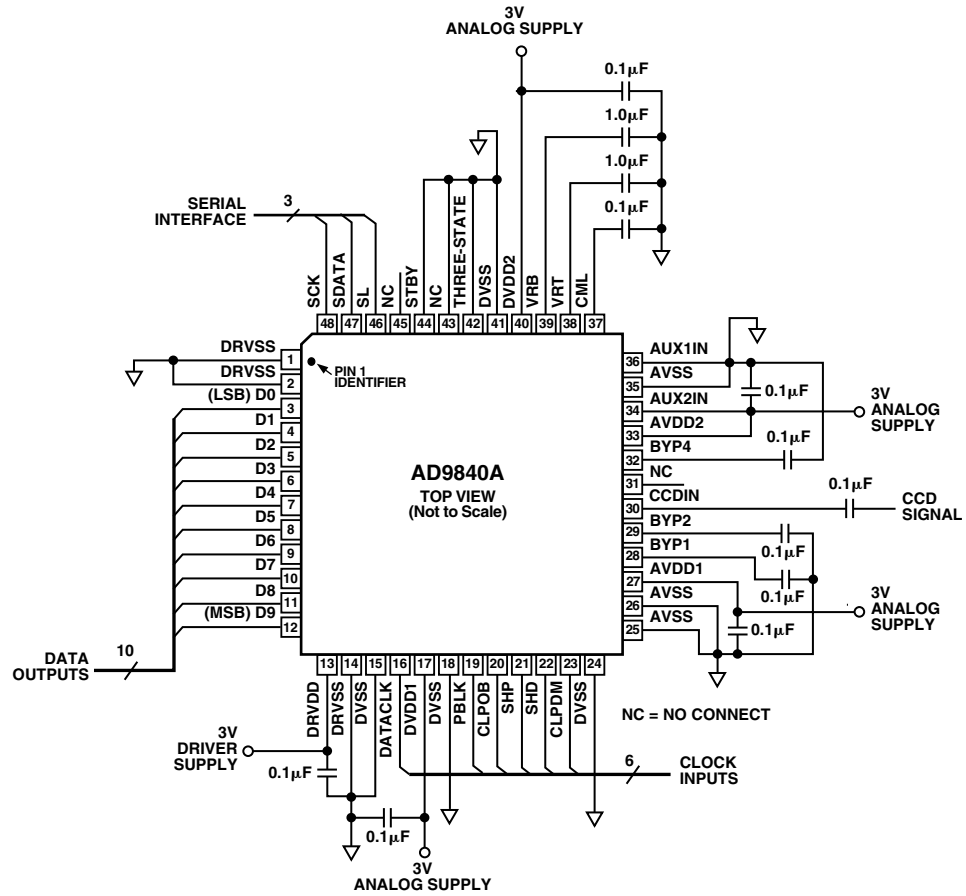 3V
ANALOG SUPPLY
0.1µF
1.0µF
1.0µF
0.1µF
SERIAL
INTERFACE
3
SCK
SDATA
SL
NC
STBY
NC
THREE-STATE
DVSS
DVDD2
VRB
VRT
CML
48 47 46 45 44 43 42 41 40 39 38 37
DRVSS
1
DRVSS
2
(LSB) D0
3
D1
4
D2
5
D3
6
D4
7
D5
8
D6
9
D7
10
D8
11
(MSB) D9
12
PIN 1
IDENTIFIER
AD9840A
TOP VIEW
(Not to Scale)
36
AUX1IN
35
AVSS
34
AUX2IN
33
AVDD2
32
BYP4
31
NC
30
CCDIN
29
BYP2
28
BYP1
27
AVDD1
26
AVSS
25
AVSS
0.1µF
3V
ANALOG
SUPPLY
0.1µF
0.1µF
CCD
SIGNAL
0.1µF
0.1µF
3V
ANALOG
SUPPLY
0.1µF
DATA
OUTPUTS
10
13 14 15 16 17 18 19 20 21 22 23 24
DRVDD
DRVSS
DVSS
DATACLK
DVDD1
DVSS
PBLK
CLPOB
SHP
SHD
CLPDM
DVSS
NC = NO CONNECT
3V
DRIVER
SUPPLY
0.1µF
6
CLOCK
INPUTS
0.1µF
3V
ANALOG SUPPLY